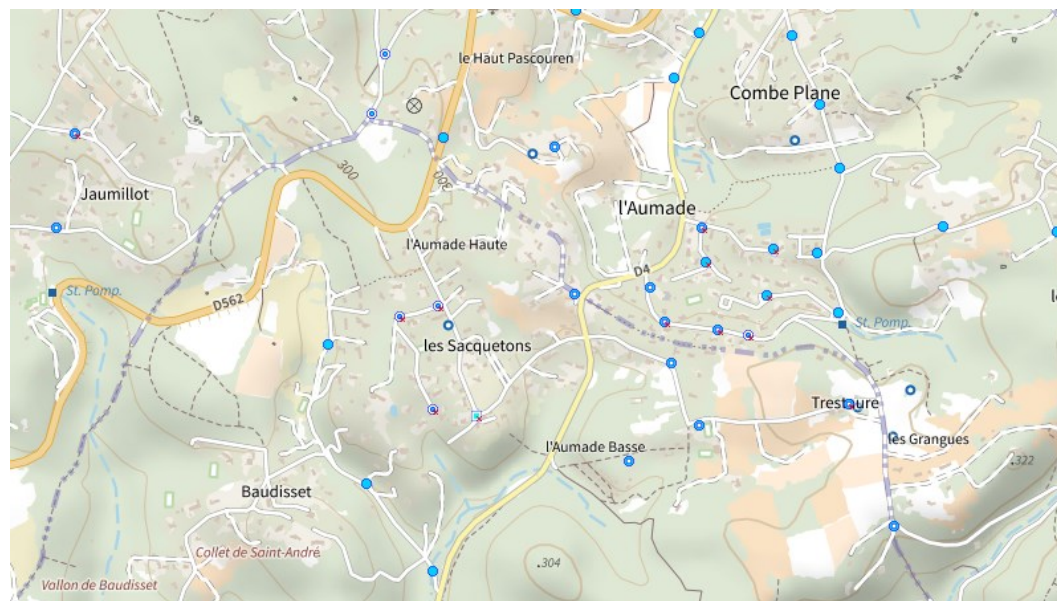 le Haut Pascouren
Combe Plane
300
300
Jaumillot
l'Aumade
l'Aumade Haute
D4
St. Pomp.
D562
St. Pomp.
les Sacquetons
Trestaure
les Grangues
l'Aumade Basse
.322
Baudisset
Collet de Saint-André
.304
Vallon de Baudisset